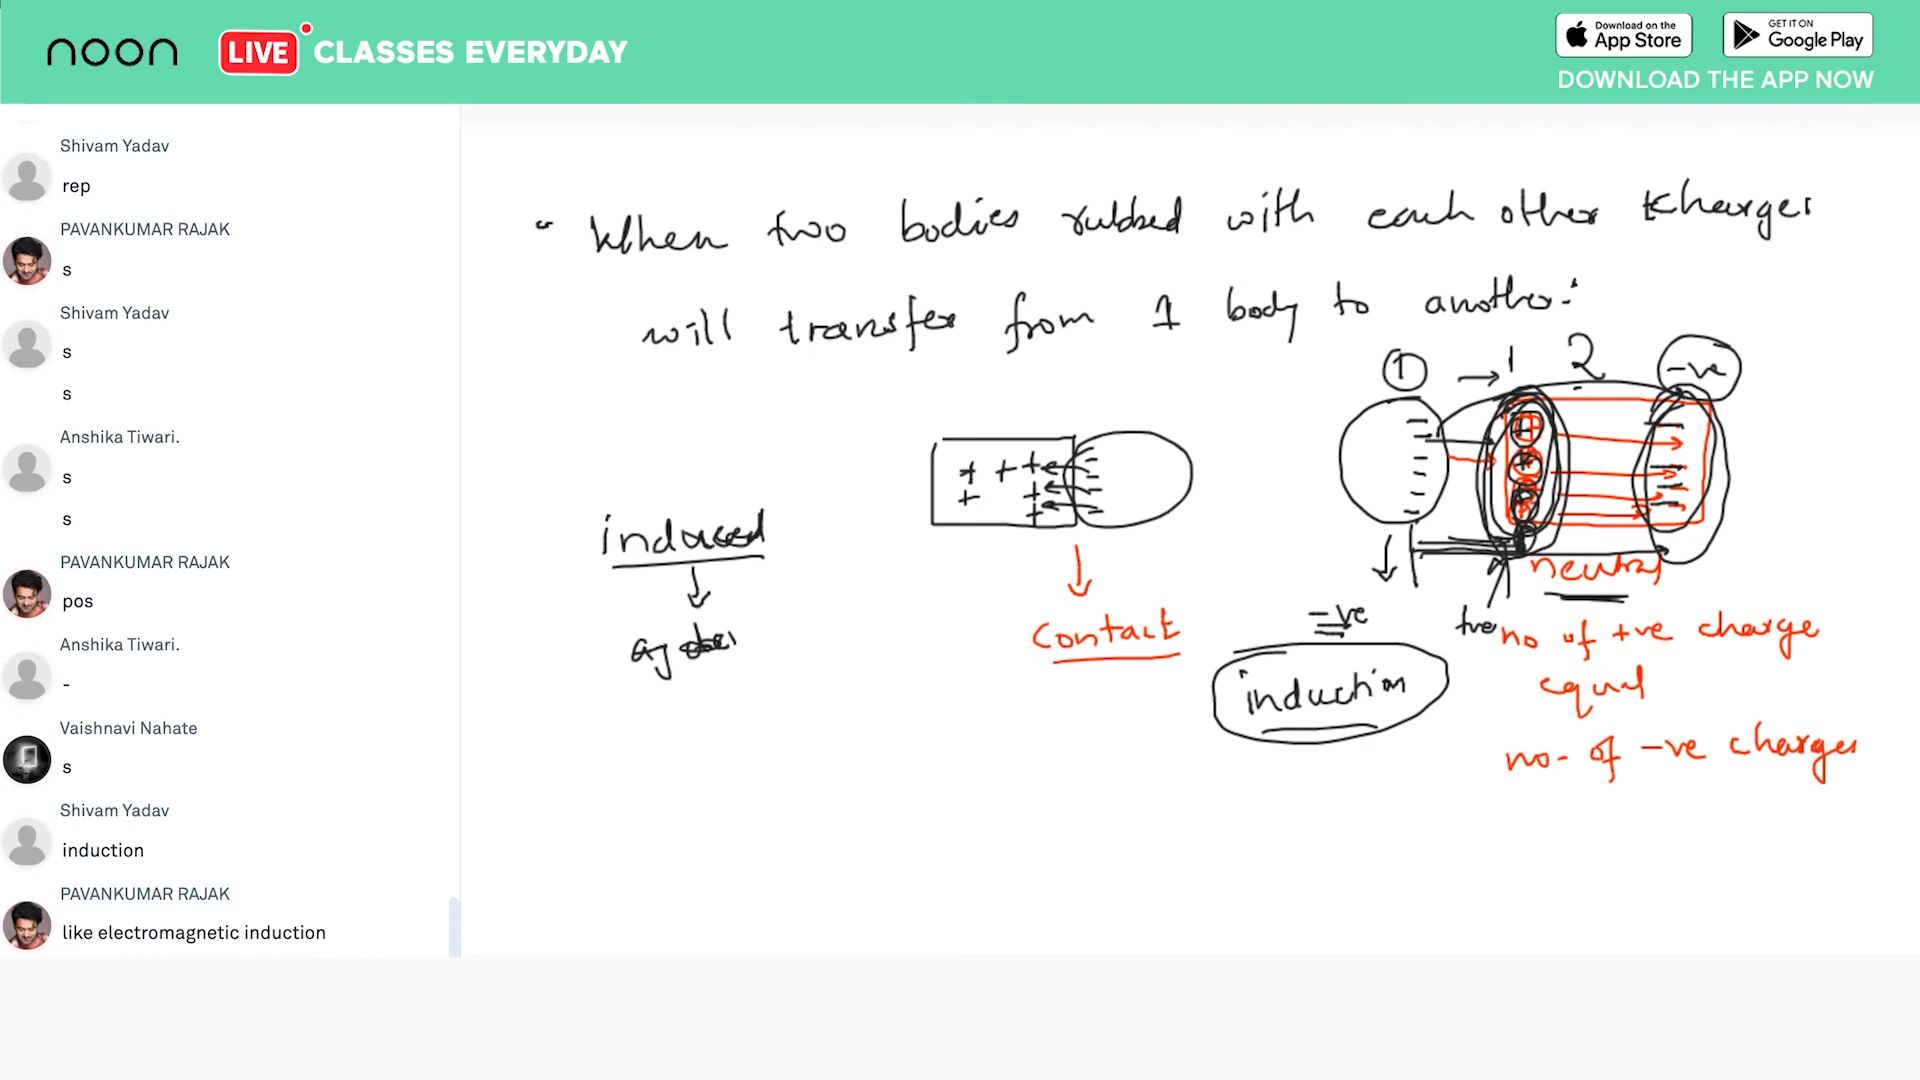 noon LIVE CLASSES EVERYDAY
Download on the App Store
GET IT ON Google Play
DOWNLOAD THE APP NOW
Shivam Yadav
rep
PAVANKUMAR RAJAK
s
Shivam Yadav
s
s
Anshika Tiwari.
s
s
PAVANKUMAR RAJAK
pos
Anshika Tiwari.
-
Vaishnavi Nahate
s
Shivam Yadav
induction
PAVANKUMAR RAJAK
like electromagnetic induction
" When two bodies rubbed with each other charges
will transfer from 1 body to another."
1 → 1 2 -ve
induced
contact
-ve
induction
neutral
+ve
no of +ve charge
equal
no. of -ve charges